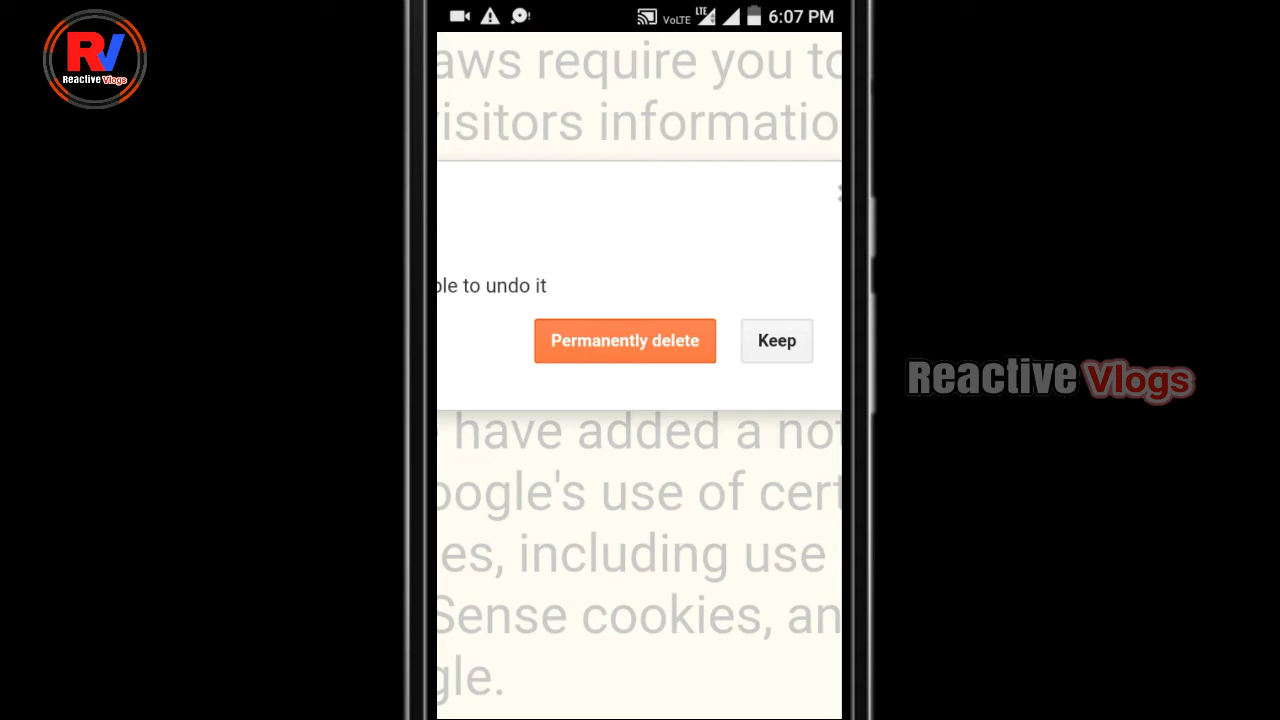 RV
Reactive Vlogs
VoLTE LTE 6:07 PM
aws require you to
visitors informatio
ble to undo it
Permanently delete Keep
have added a not
oogle's use of cert
es, including use
Sense cookies, an
gle.
Reactive Vlogs